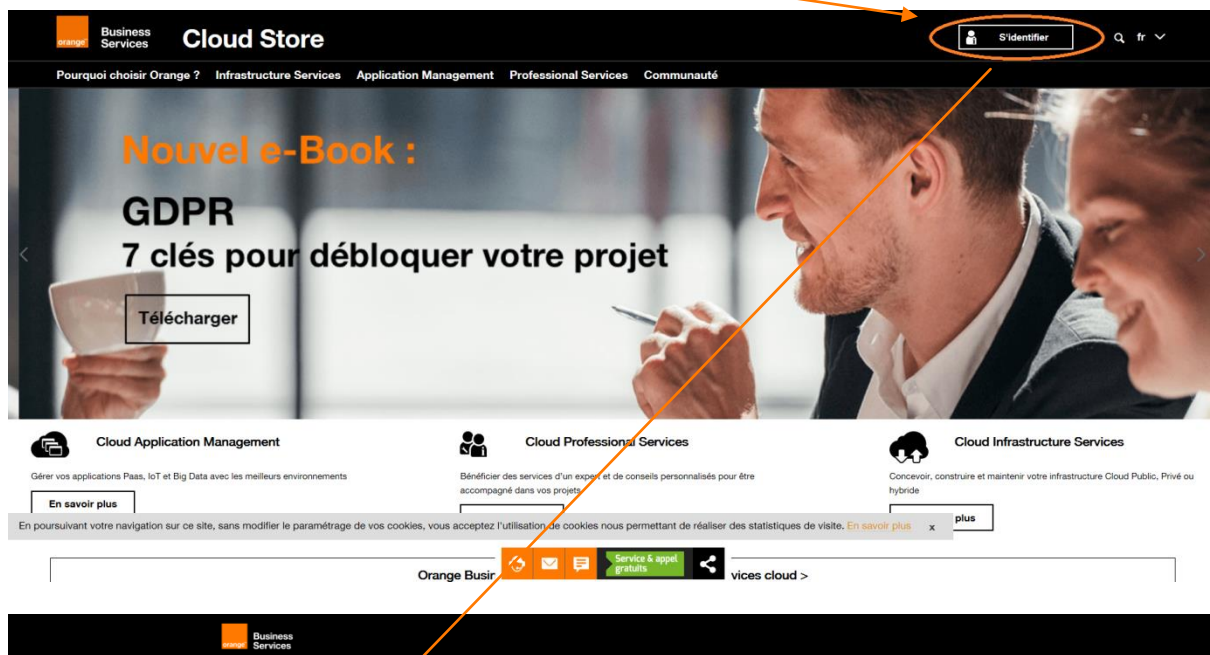 orange Business Services
Cloud Store
S'identifier
fr
Pourquoi choisir Orange ? Infrastructure Services Application Management Professional Services Communauté
Nouvel e-Book :
GDPR
7 clés pour débloquer votre projet
Télécharger
Cloud Application Management
Gérer vos applications Paas, IoT et Big Data avec les meilleurs environnements
En savoir plus
Cloud Professional Services
Bénéficier des services d'un expert et de conseils personnalisés pour être
accompagné dans vos projets
Cloud Infrastructure Services
Concevoir, construire et maintenir votre infrastructure Cloud Public, Privé ou
hybride
plus
En poursuivant votre navigation sur ce site, sans modifier le paramétrage de vos cookies, vous acceptez l'utilisation de cookies nous permettant de réaliser des statistiques de visite. En savoir plus x
Orange Busir
Service & appel
gratuits
vices cloud >
orange Business
Services